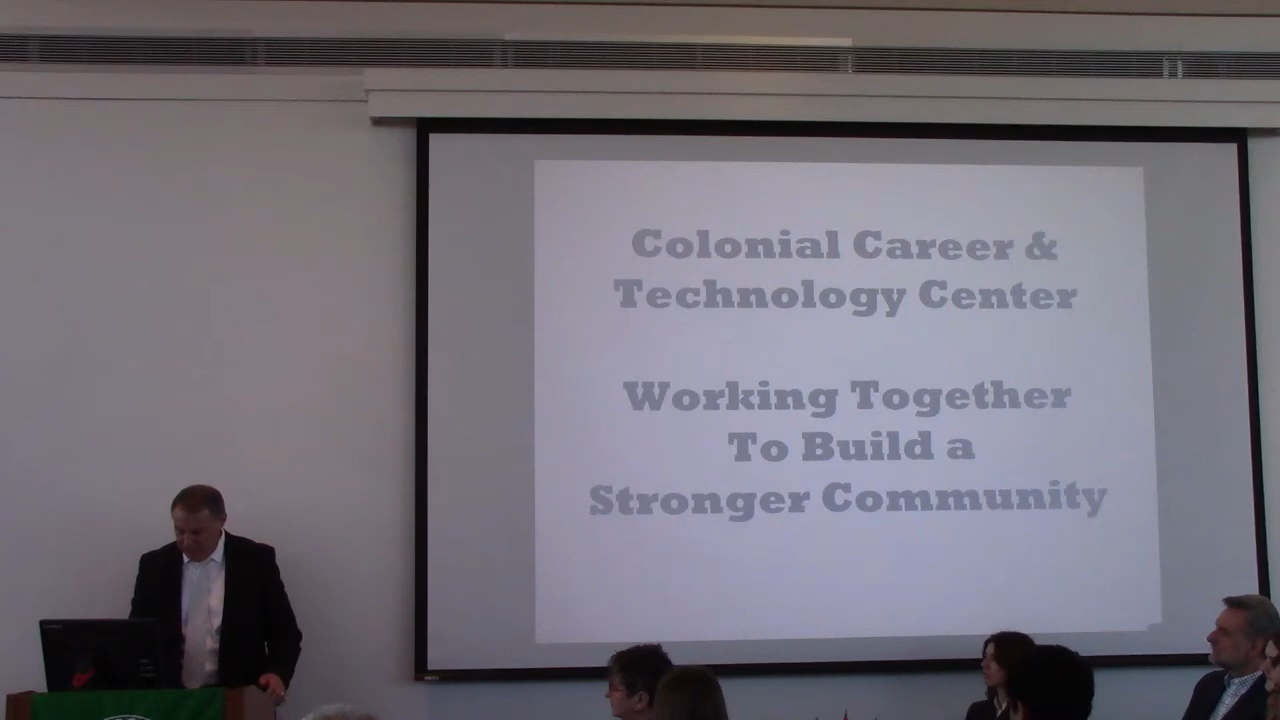 Colonial Career &
Technology Center
Working Together
To Build a
Stronger Community